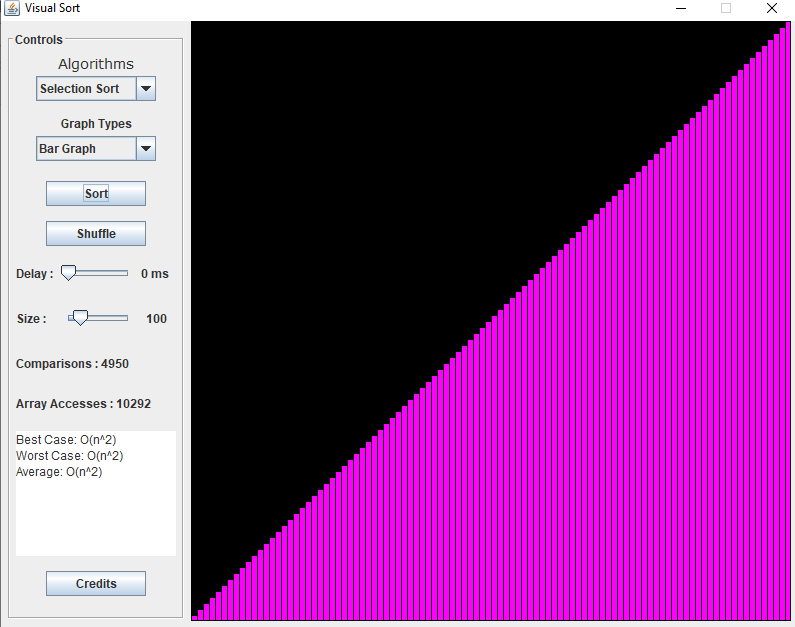 Visual Sort
Controls
Algorithms
Selection Sort
Graph Types
Bar Graph
Sort
Shuffle
Delay : 0 ms
Size : 100
Comparisons : 4950
Array Accesses : 10292
Best Case: O(n^2)
Worst Case: O(n^2)
Average: O(n^2)
Credits